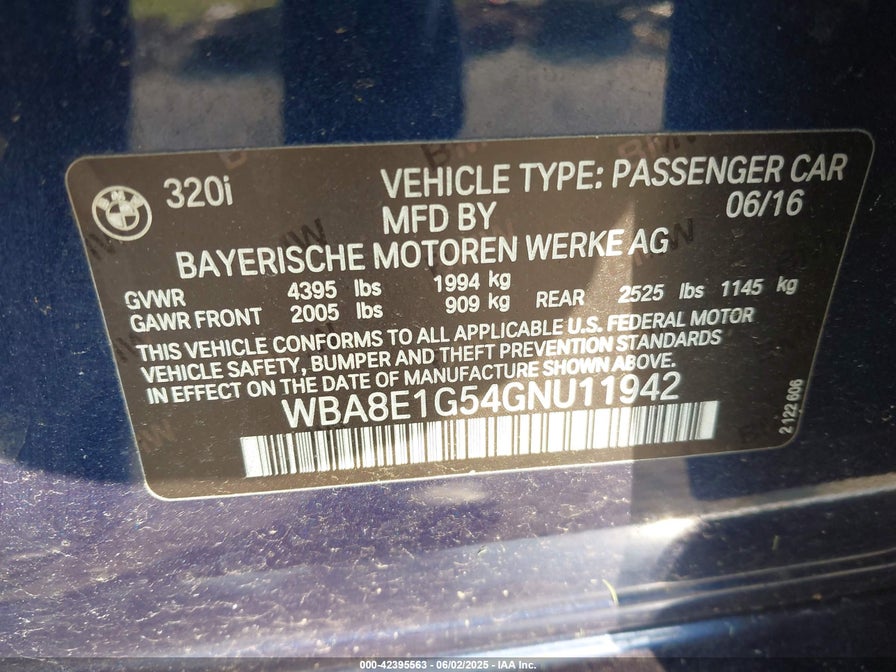 BMW
320i
VEHICLE TYPE: PASSENGER CAR
MFD BY 06/16
BAYERISCHE MOTOREN WERKE AG
GVWR 4395 lbs 1994 kg
GAWR FRONT 2005 lbs 909 kg REAR 2525 lbs 1145 kg
THIS VEHICLE CONFORMS TO ALL APPLICABLE U.S. FEDERAL MOTOR
VEHICLE SAFETY, BUMPER AND THEFT PREVENTION STANDARDS
IN EFFECT ON THE DATE OF MANUFACTURE SHOWN ABOVE.
WBA8E1G54GNU11942
2 122 606
000-42395563 - 06/02/2025 - IAA Inc.